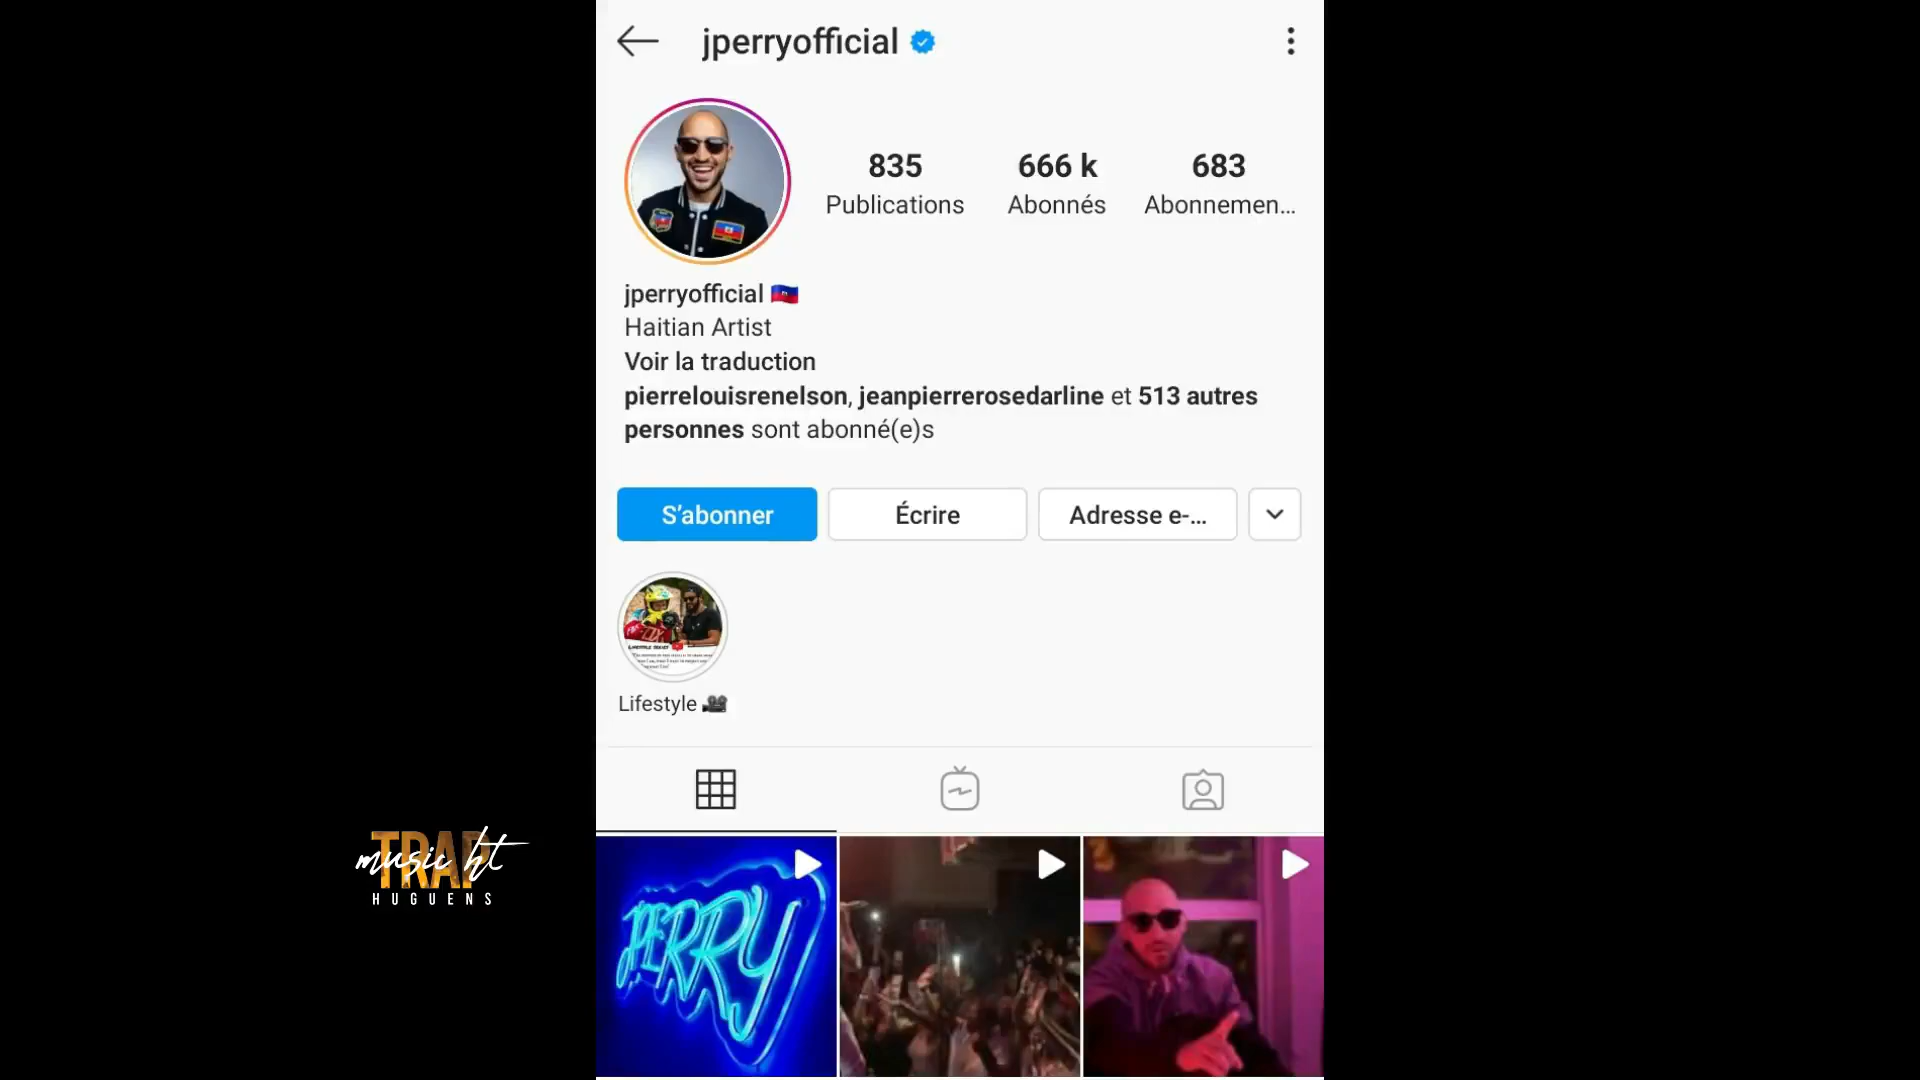 jperryofficial
835
Publications
666 k
Abonnés
683
Abonnemen...
jperryofficial 🇭🇹
Haitian Artist
Voir la traduction
pierrelouisrenelson, jeanpierrerosedarline et 513 autres
personnes sont abonné(e)s
S'abonner
Écrire
Adresse e-...
Lifestyle 🎥
TRAP
music ht
HUGUENS
JPERRY